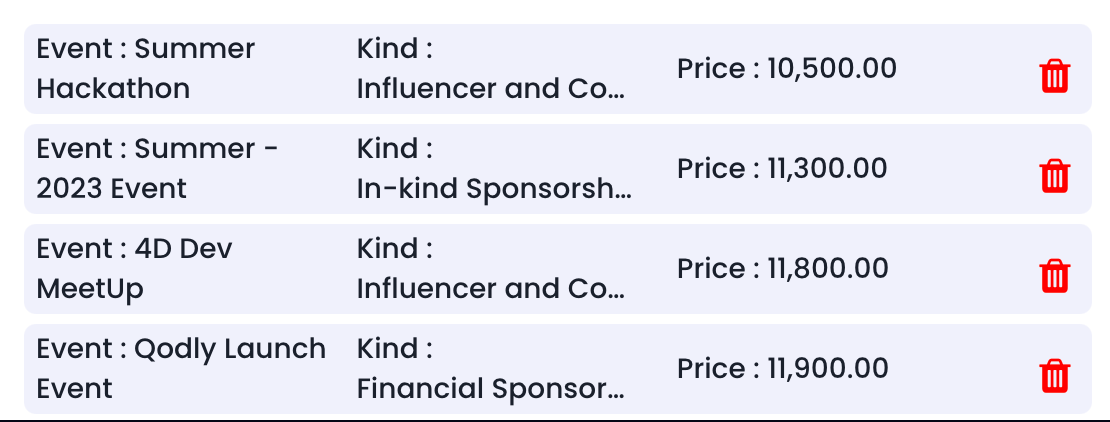 Event : Summer
Hackathon
Kind :
Influencer and Co...
Price : 10,500.00
Event : Summer -
2023 Event
Kind :
In-kind Sponsorsh...
Price : 11,300.00
Event : 4D Dev
MeetUp
Kind :
Influencer and Co...
Price : 11,800.00
Event : Qodly Launch
Event
Kind :
Financial Sponsor...
Price : 11,900.00